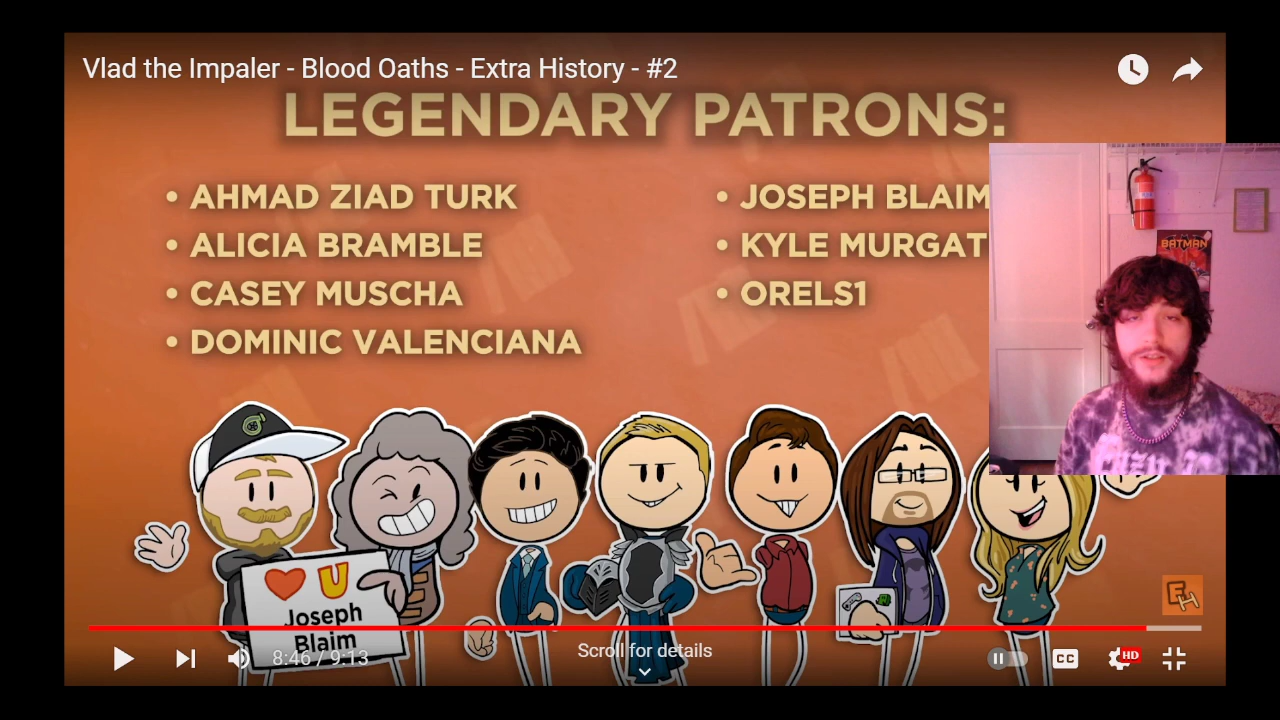 Vlad the Impaler - Blood Oaths - Extra History - #2
LEGENDARY PATRONS:
• AHMAD ZIAD TURK
• ALICIA BRAMBLE
• CASEY MUSCHA
• DOMINIC VALENCIANA
• JOSEPH BLAIM
• KYLE MURGAT
• ORELS1
BATMAN
U
Joseph
Blaim
EH
8:46 / 9:13
Scroll for details
CC
HD